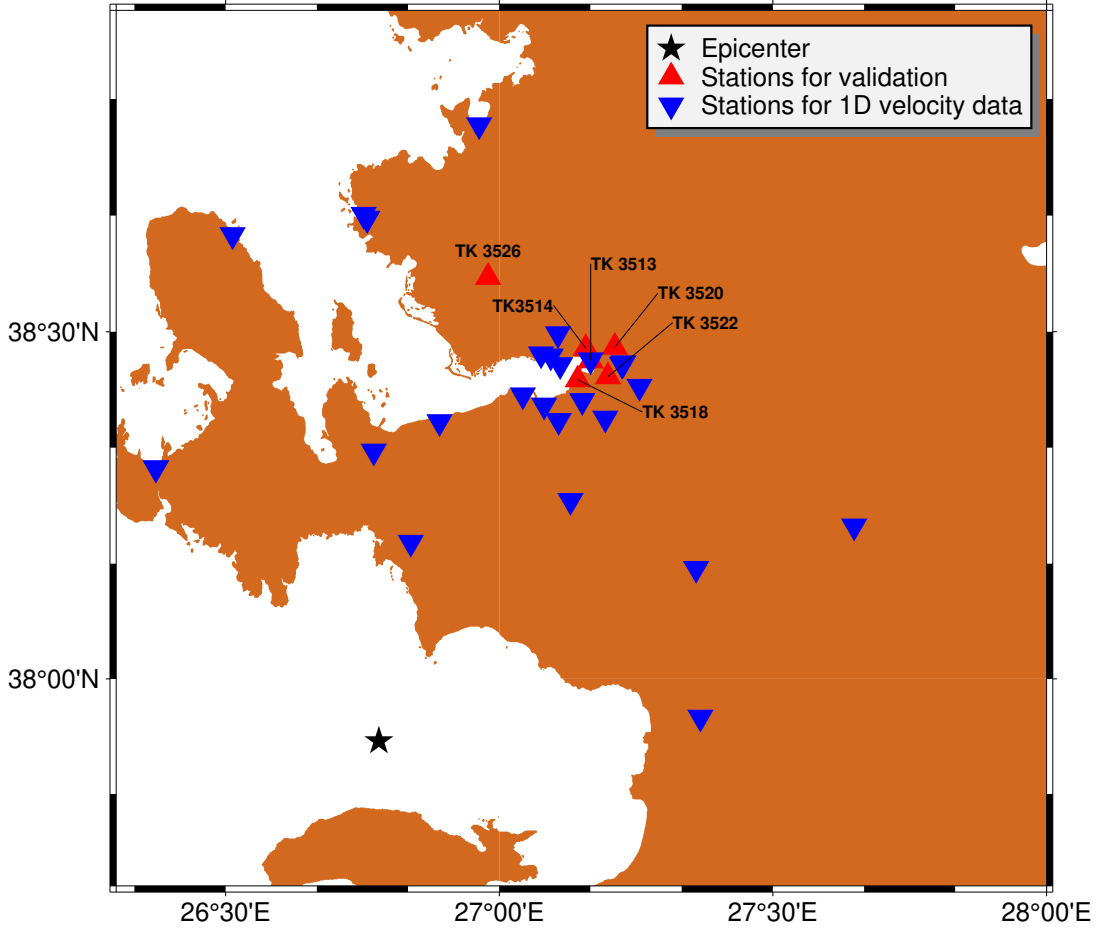 Epicenter
Stations for validation
Stations for 1D velocity data
TK 3526
TK 3513
TK 3520
TK3514
TK 3522
TK 3518
38°30'N
38°00'N
26°30'E
27°00'E
27°30'E
28°00'E